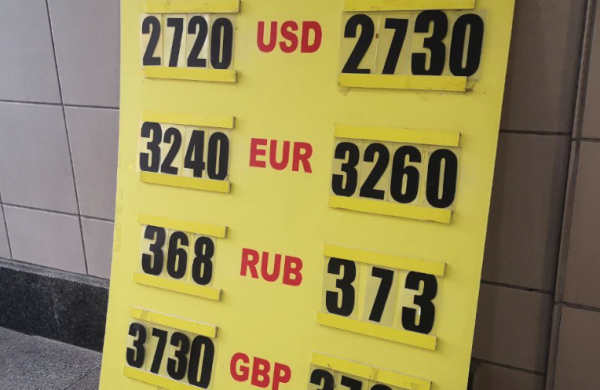 2720 USD 2730
3240 EUR 3260
368 RUB 373
3730 GBP